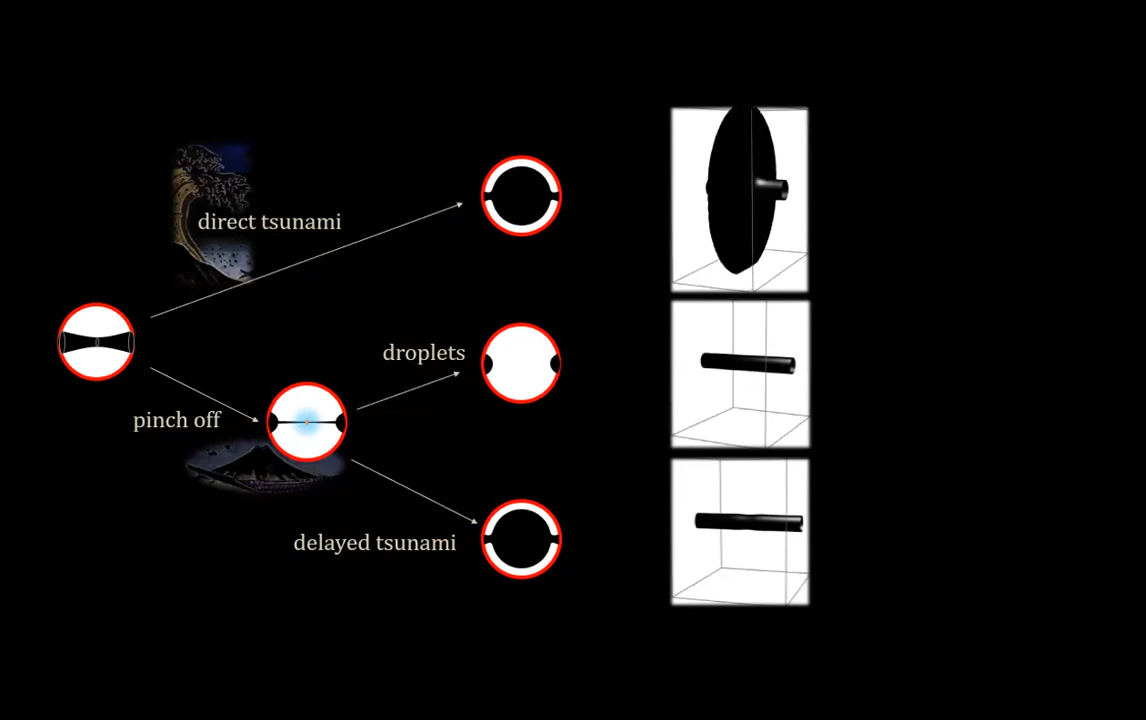 direct tsunami
droplets
pinch off
delayed tsunami